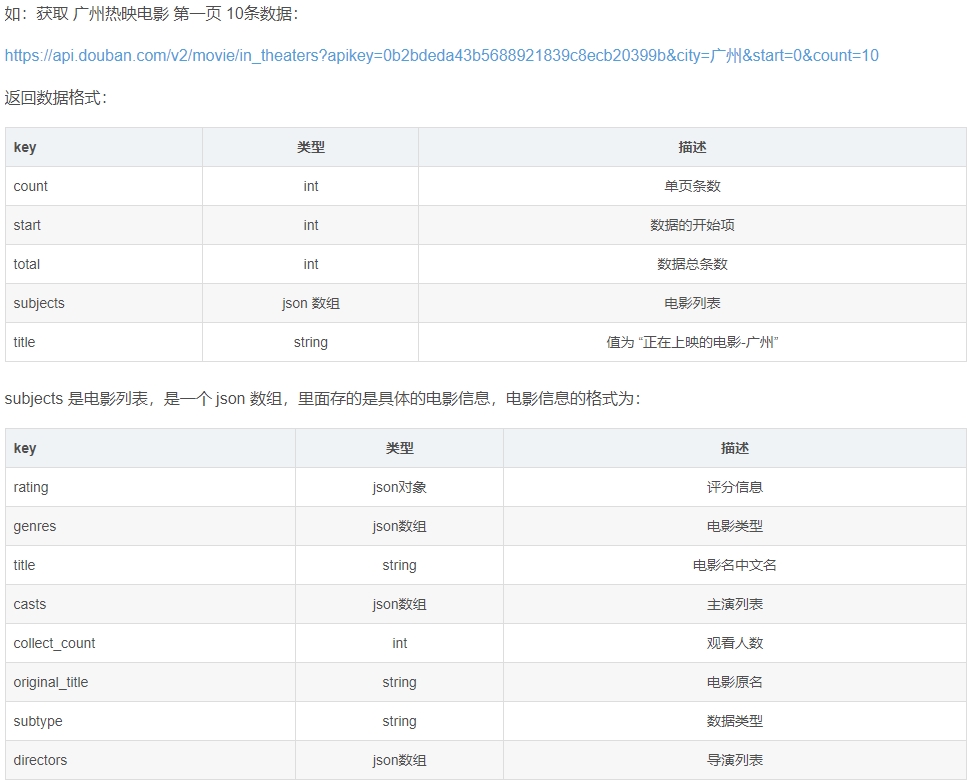 如：获取 广州热映电影 第一页 10条数据：
https://api.douban.com/v2/movie/in_theaters?apikey=0b2bdeda43b5688921839c8ecb20399b&city=广州&start=0&count=10
返回数据格式：
key 类型 描述
count int 单页条数
start int 数据的开始项
total int 数据总条数
subjects json 数组 电影列表
title string 值为 “正在上映的电影-广州”
subjects 是电影列表，是一个 json 数组，里面存的是具体的电影信息，电影信息的格式为：
key 类型 描述
rating json对象 评分信息
genres json数组 电影类型
title string 电影名中文名
casts json数组 主演列表
collect_count int 观看人数
original_title string 电影原名
subtype string 数据类型
directors json数组 导演列表